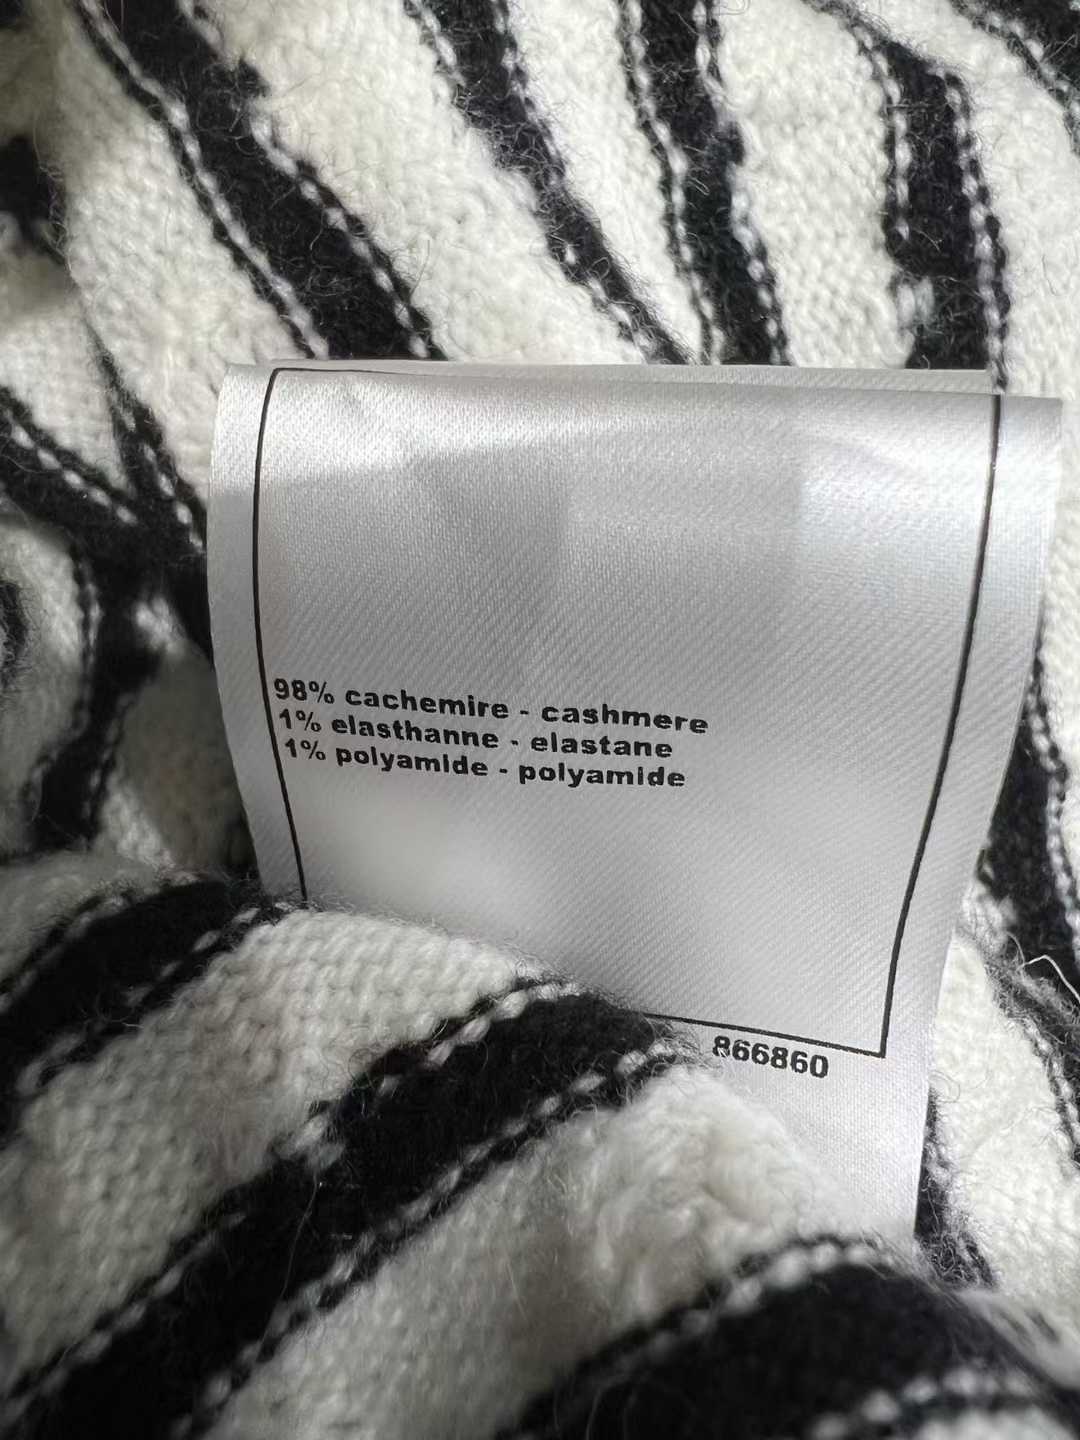 98% cachemire - cashmere
1% elasthanne - elastane
1% polyamide - polyamide
866860